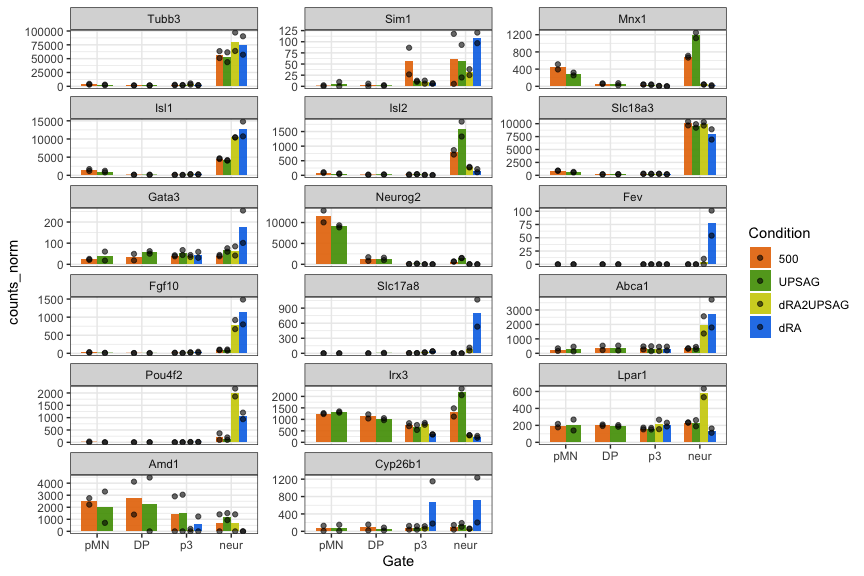 Tubb3
Sim1
Mnx1
100000
75000
50000
25000
0
125
100
75
50
25
0
1200
800
400
0
Isl1
Isl2
Slc18a3
15000
10000
5000
0
1500
1000
500
0
10000
7500
5000
2500
0
Gata3
Neurog2
Fev
200
100
0
10000
5000
0
100
75
50
25
0
Fgf10
Slc17a8
Abca1
1500
1000
500
0
900
600
300
0
3000
2000
1000
0
Pou4f2
Irx3
Lpar1
2000
1500
1000
500
0
2000
1500
1000
500
0
600
400
200
0
pMN DP p3 neur
Amd1
Cyp26b1
4000
3000
2000
1000
0
1200
800
400
0
pMN DP p3 neur
pMN DP p3 neur
Gate
counts_norm
Condition
500
UPSAG
dRA2UPSAG
dRA